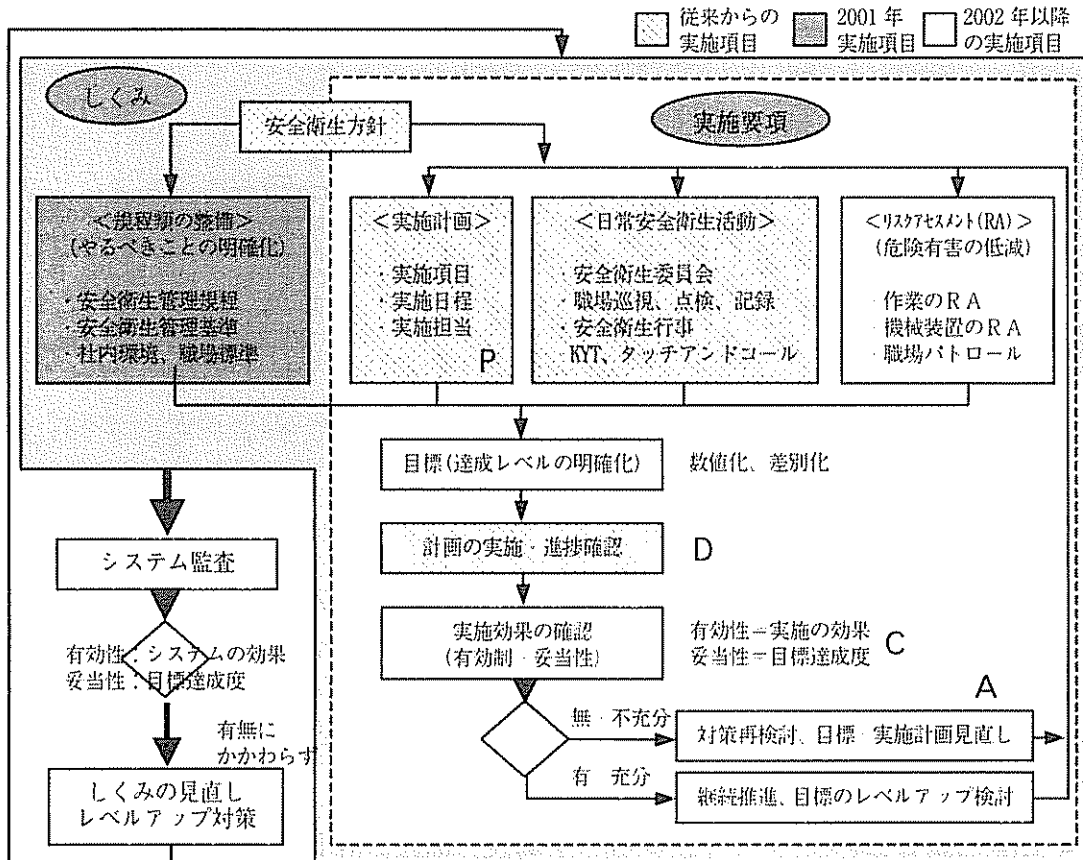 従来からの
実施項目
2001年
実施項目
2002年以降
の実施項目
しくみ
安全衛生方針
実施要項
＜規程類の整備＞
(やるべきことの明確化)
・安全衛生管理規程
・安全衛生管理基準
・社内環境、職場標準
＜実施計画＞
・実施項目
・実施日程
・実施担当
P
＜日常安全衛生活動＞
・安全衛生委員会
・職場巡視、点検、記録
・安全衛生行事
・KYT、タッチアンドコール
＜リスクアセスメント(RA)＞
(危険有害の低減)
・作業のRA
・機械装置のRA
・職場パトロール
目標(達成レベルの明確化)
数値化、差別化
計画の実施・進捗確認
D
実施効果の確認
(有効制・妥当性)
有効性＝実施の効果
妥当性＝目標達成度
C
A
無・不充分
対策再検討、目標・実施計画見直し
有　充分
継続推進、目標のレベルアップ検討
システム監査
有効性：システムの効果
妥当性：目標達成度
有無に
かかわらず
しくみの見直し
レベルアップ対策